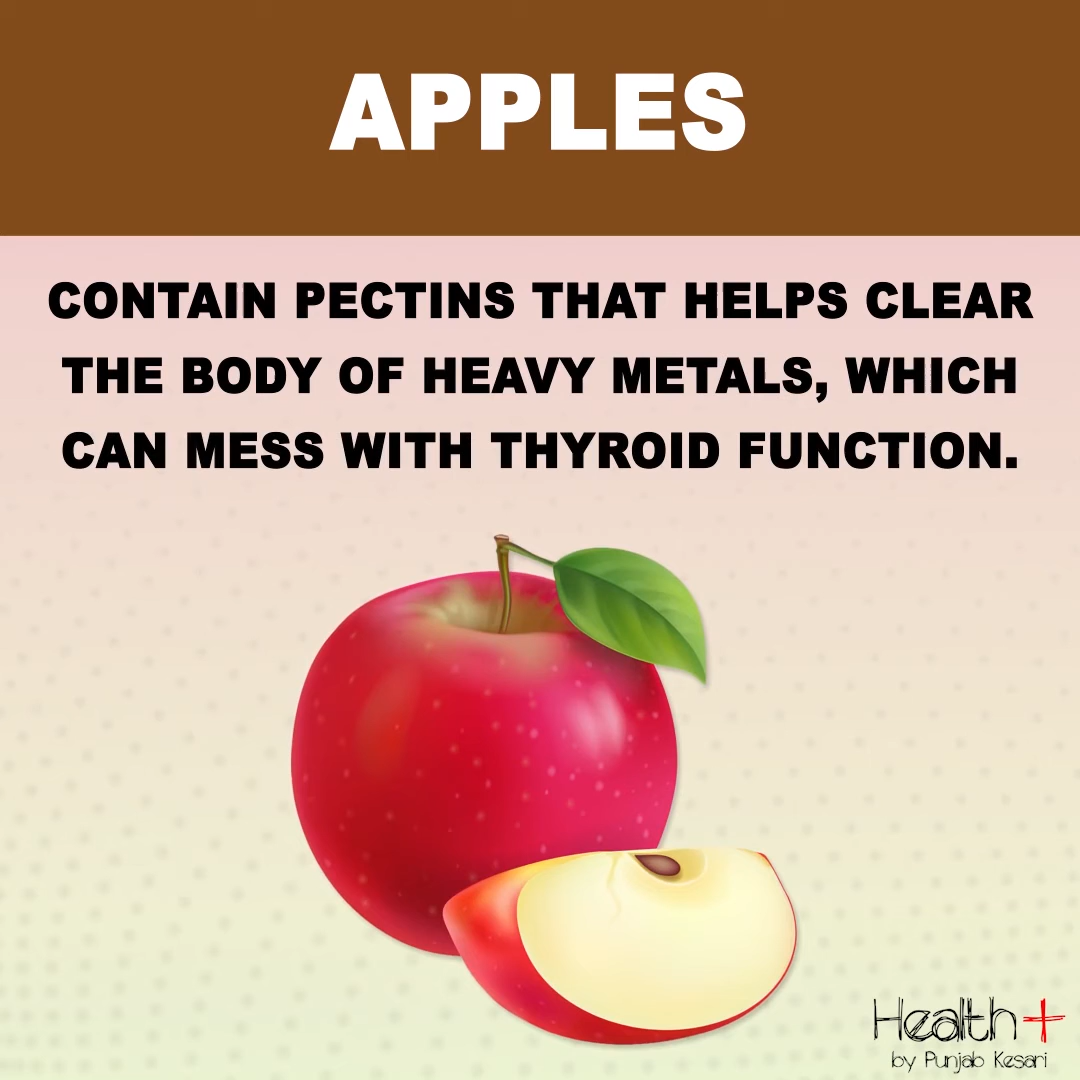 APPLES
CONTAIN PECTINS THAT HELPS CLEAR
THE BODY OF HEAVY METALS, WHICH
CAN MESS WITH THYROID FUNCTION.
Health+
by Punjab Kesari